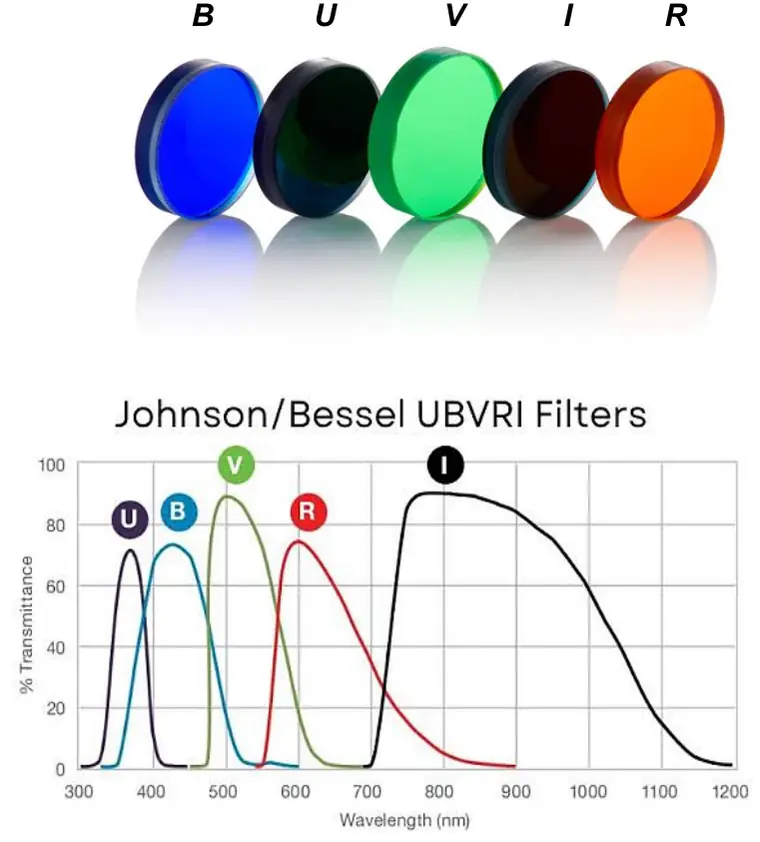 B U V I R
Johnson/Bessel UBVRI Filters
100
V
I
U
B
R
80
60
40
20
0
% Transmittance
300 400 500 600 700 800 900 1000 1100 1200
Wavelength (nm)